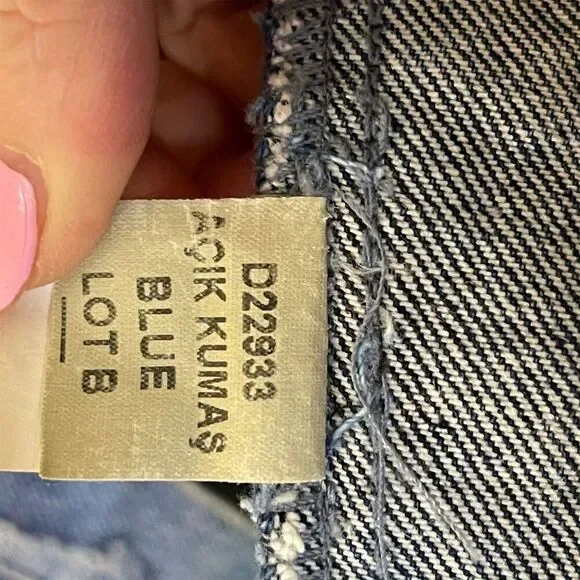 D22933
AÇIK KUMAŞ
BLUE
LOT B